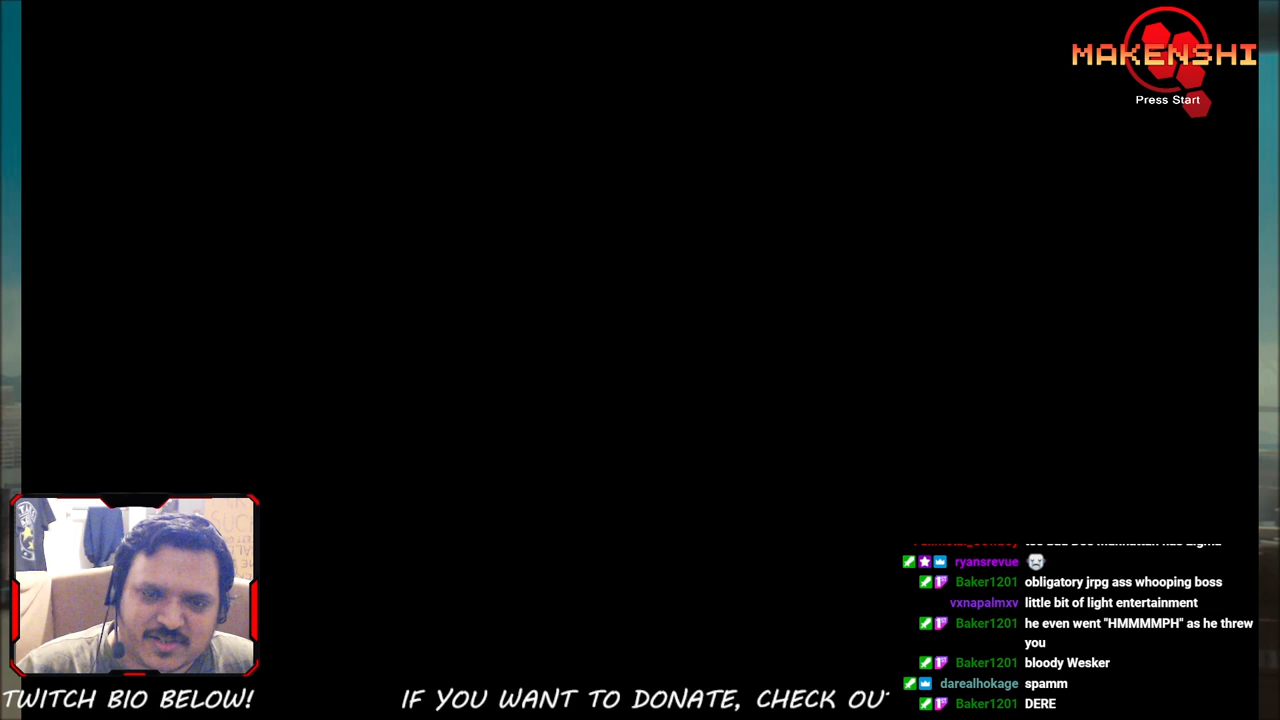 MAKENSHI
Press Start
ryansrevue
Baker1201 obligatory jrpg ass whooping boss
vxnapalmxv little bit of light entertainment
Baker1201 he even went "HMMMMPH" as he threw
you
Baker1201 bloody Wesker
darealhokage spamm
Baker1201 DERE
TWITCH BIO BELOW! IF YOU WANT TO DONATE, CHECK OU